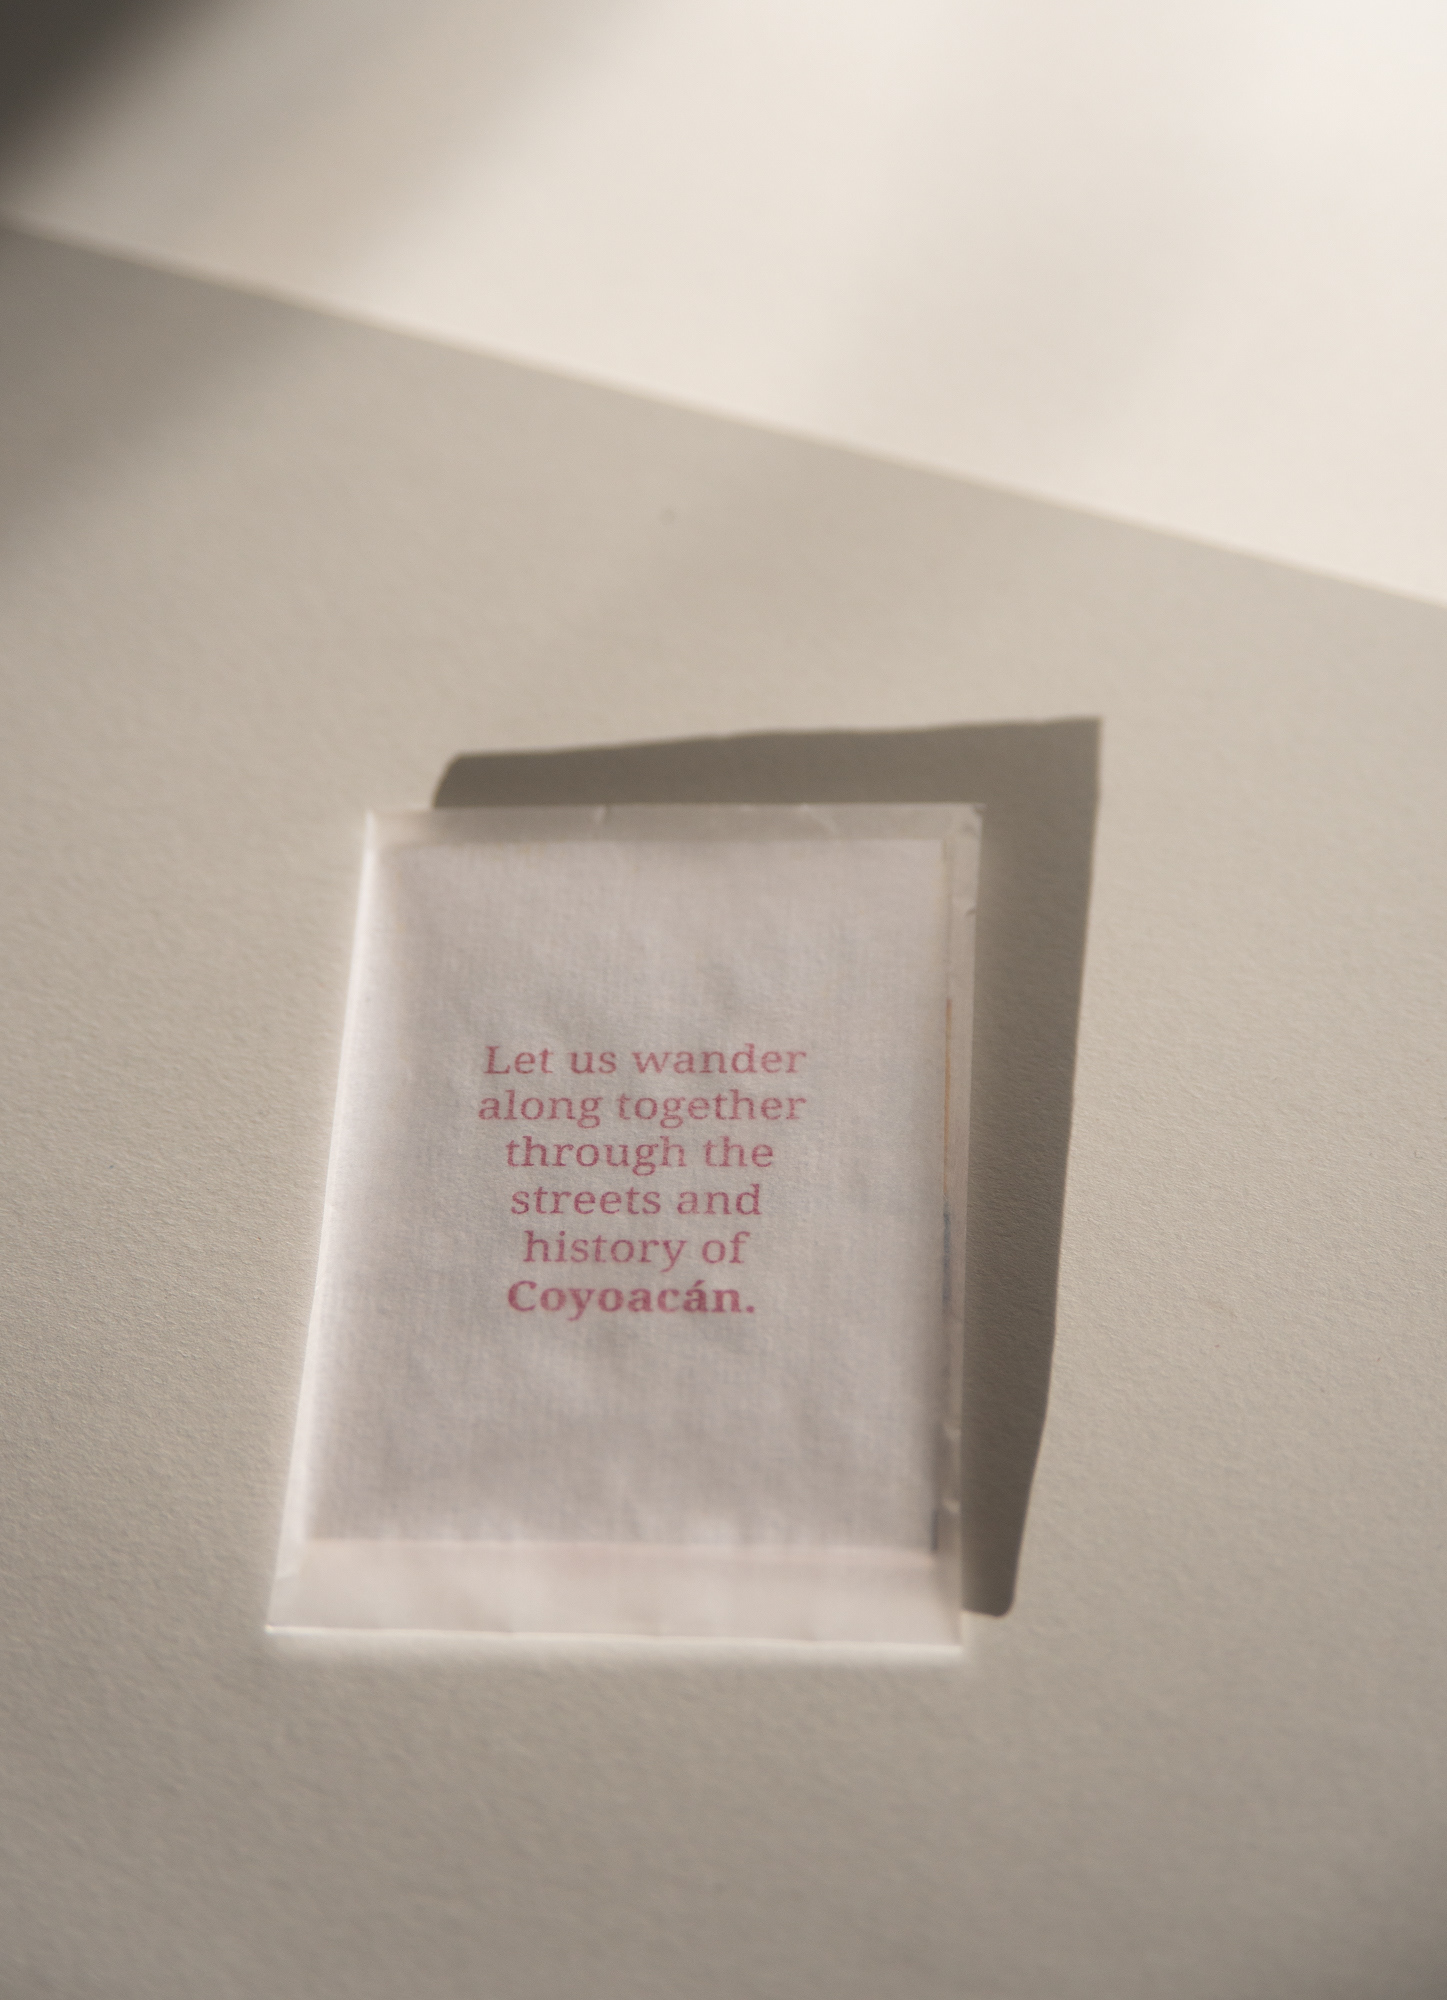 Let us wander
along together
through the
streets and
history of
Coyoacán.